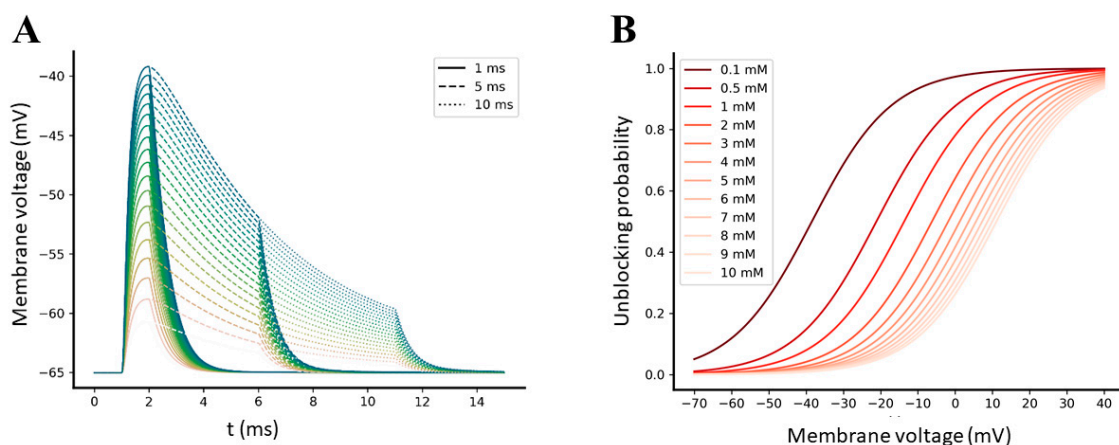 A
Membrane voltage (mV)
−40
−45
−50
−55
−60
−65
0 2 4 6 8 10 12 14
t (ms)
1 ms
5 ms
10 ms
B
Unblocking probability
1.0
0.8
0.6
0.4
0.2
0.0
−70 −60 −50 −40 −30 −20 −10 0 10 20 30 40
Membrane voltage (mV)
0.1 mM
0.5 mM
1 mM
2 mM
3 mM
4 mM
5 mM
6 mM
7 mM
8 mM
9 mM
10 mM